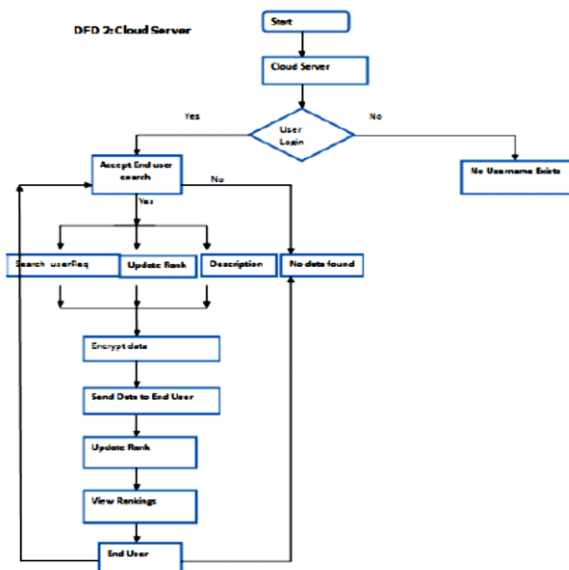 DFD 2: Cloud Server
Start
Cloud Server
Yes
No
User
Login
Accept End user
search
No
No Username Exists
Yes
Search userReq
Update Rank
Description
No data found
Encrypt data
Send Data to End User
Update Rank
View Rankings
End User